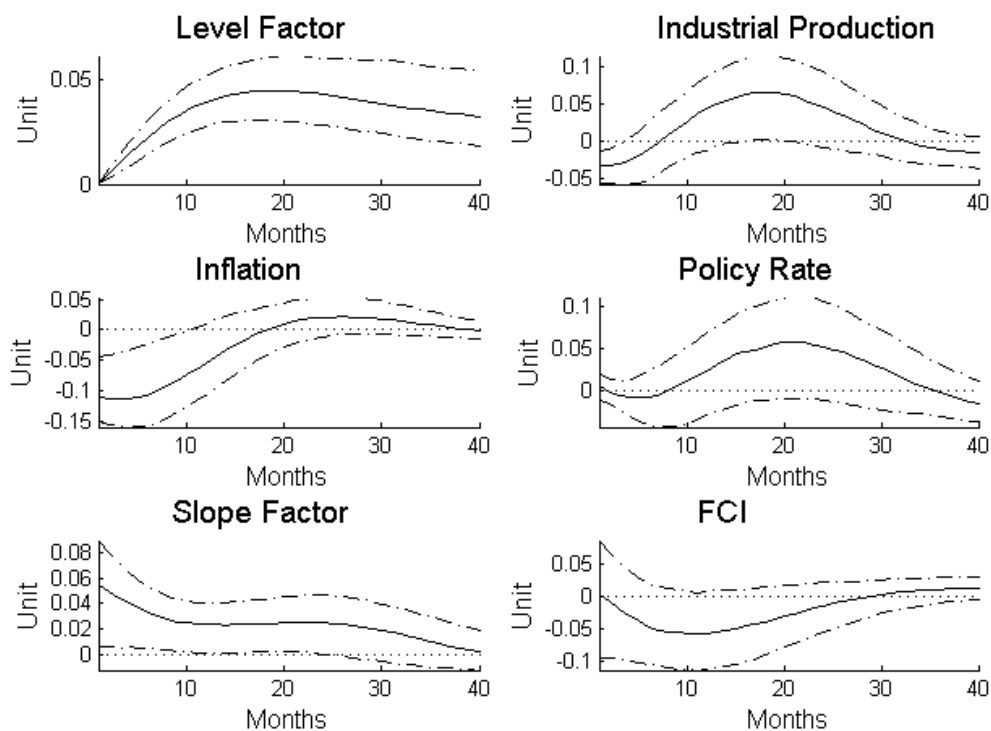 Level Factor
Unit
0.05
0
10 20 30 40
Months
Industrial Production
Unit
0.1
0.05
0
-0.05
10 20 30 40
Months
Inflation
Unit
0.05
0
-0.05
-0.1
-0.15
10 20 30 40
Months
Policy Rate
Unit
0.1
0.05
0
10 20 30 40
Months
Slope Factor
Unit
0.08
0.06
0.04
0.02
0
10 20 30 40
Months
FCI
Unit
0.05
0
-0.05
-0.1
10 20 30 40
Months